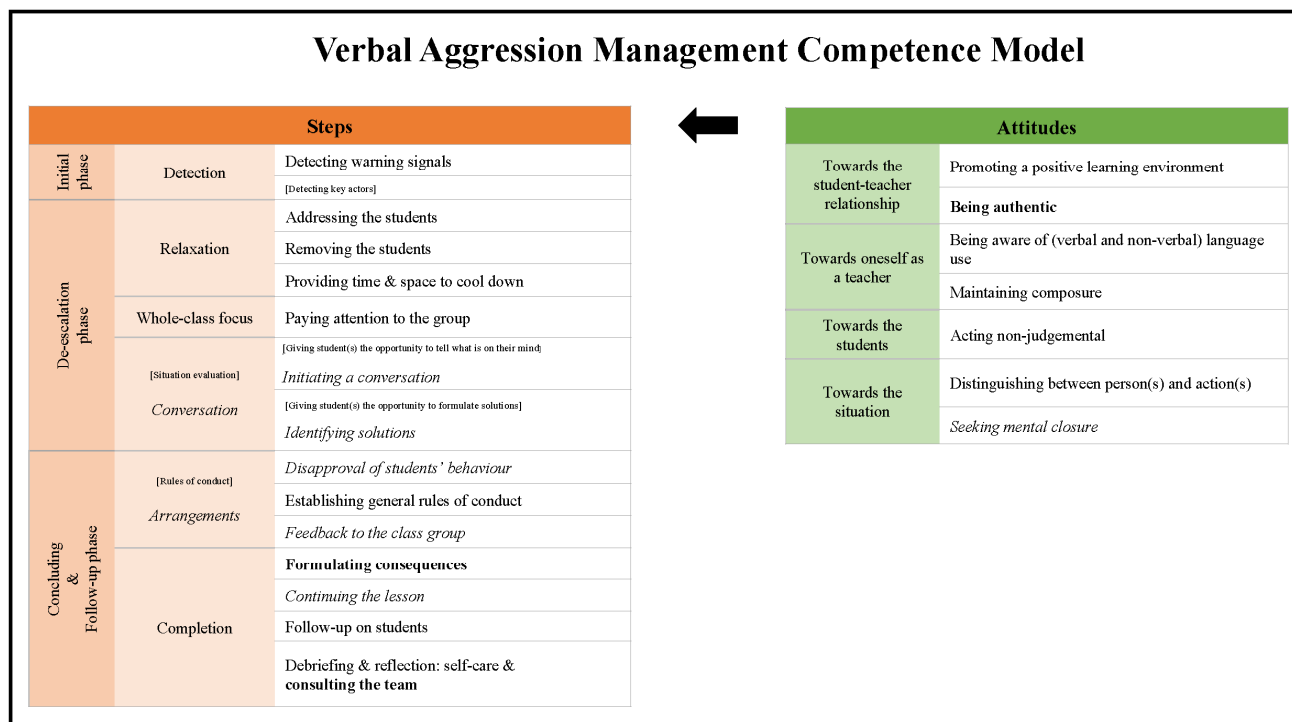 Verbal Aggression Management Competence Model
Steps
Initial
phase
Detection
Detecting warning signals
[Detecting key actors]
De-escalation
phase
Relaxation
Addressing the students
Removing the students
Providing time & space to cool down
Whole-class focus
Paying attention to the group
[Situation evaluation]
Conversation
[Giving student(s) the opportunity to tell what is on their mind]
Initiating a conversation
[Giving student(s) the opportunity to formulate solutions]
Identifying solutions
Concluding
&
Follow-up phase
[Rules of conduct]
Arrangements
Disapproval of students' behaviour
Establishing general rules of conduct
Feedback to the class group
Completion
Formulating consequences
Continuing the lesson
Follow-up on students
Debriefing & reflection: self-care &
consulting the team
Attitudes
Towards the
student-teacher
relationship
Promoting a positive learning environment
Being authentic
Towards oneself as
a teacher
Being aware of (verbal and non-verbal) language
use
Maintaining composure
Towards the
students
Acting non-judgemental
Towards the
situation
Distinguishing between person(s) and action(s)
Seeking mental closure